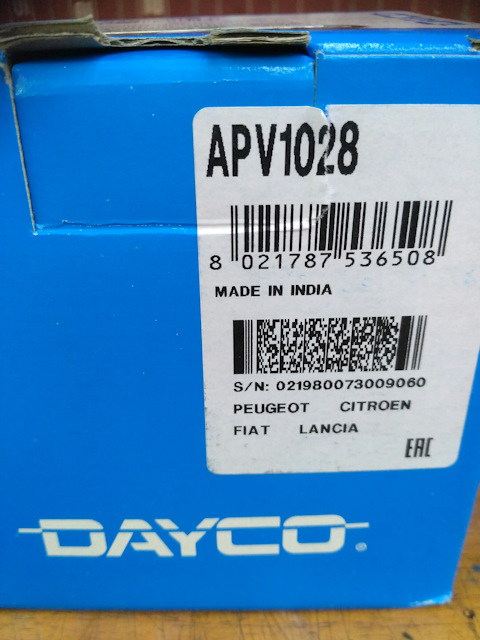 APV1028
8 021787 536508
MADE IN INDIA
S/N: 021980073009060
PEUGEOT CITROEN
FIAT LANCIA
EAC
DAYCO®